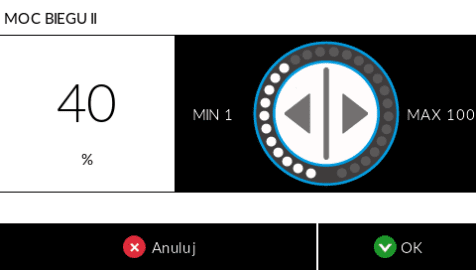 MOC BIEGU II
40
%
MIN 1
MAX 100
Anuluj
OK